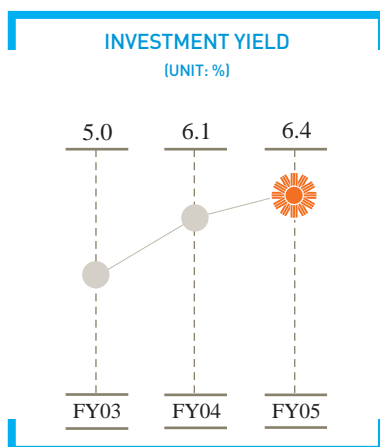 INVESTMENT YIELD
(UNIT: %)
5.0 6.1 6.4
FY03 FY04 FY05